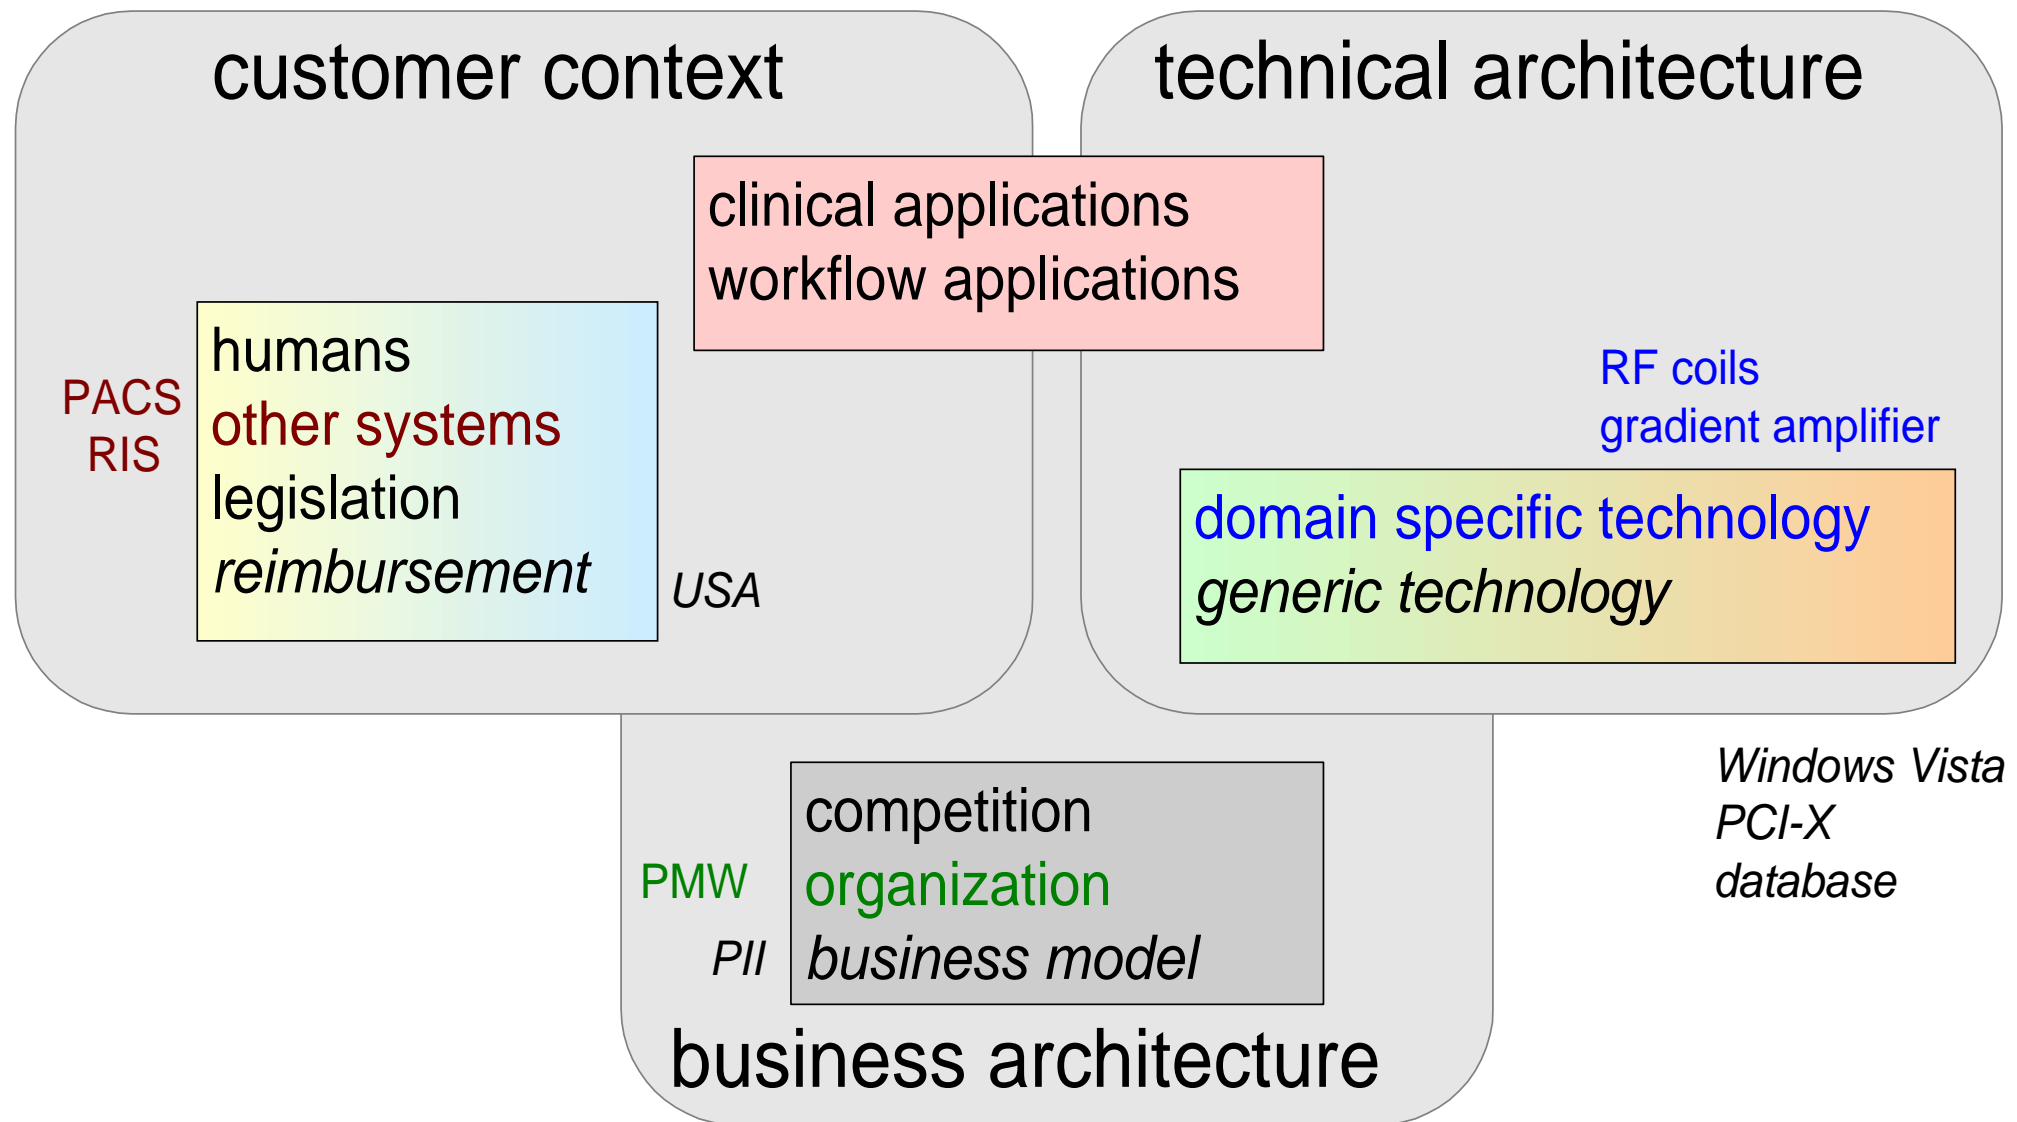 customer context
technical architecture
clinical applications
workflow applications
humans
other systems
legislation
reimbursement
PACS
RIS
USA
RF coils
gradient amplifier
domain specific technology
generic technology
Windows Vista
PCI-X
database
competition
organization
business model
PMW
PII
business architecture